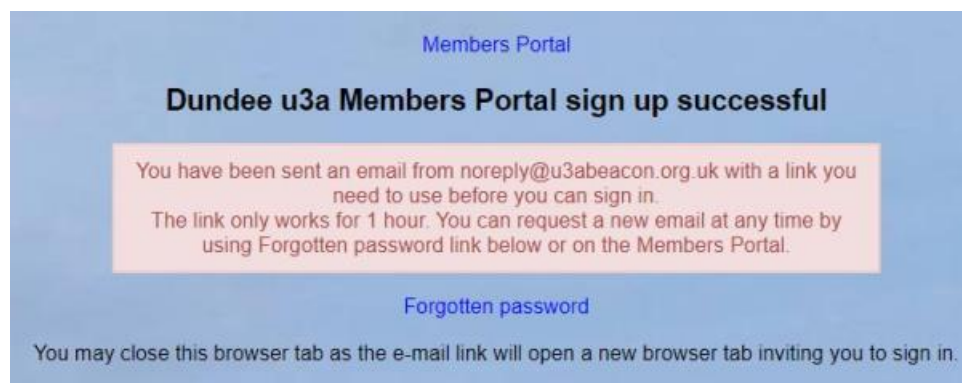 Members Portal
Dundee u3a Members Portal sign up successful
You have been sent an email from noreply@u3abeacon.org.uk with a link you
need to use before you can sign in.
The link only works for 1 hour. You can request a new email at any time by
using Forgotten password link below or on the Members Portal.
Forgotten password
You may close this browser tab as the e-mail link will open a new browser tab inviting you to sign in.